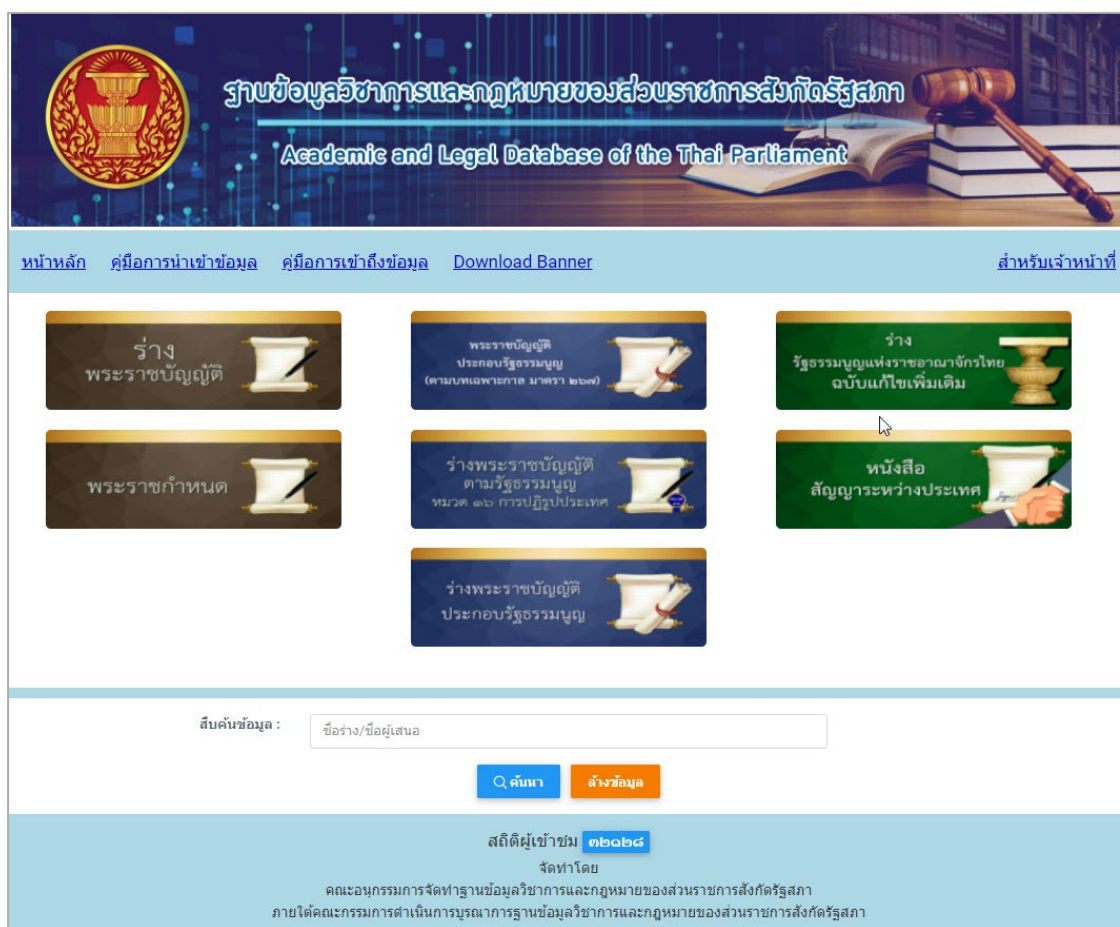 ฐานข้อมูลวิชาการและกฎหมายของส่วนราชการสังกัดรัฐสภา
Academic and Legal Database of the Thai Parliament
หน้าหลัก คู่มือการนำเข้าข้อมูล คู่มือการเข้าถึงข้อมูล Download Banner สำหรับเจ้าหน้าที่
ร่าง
พระราชบัญญัติ
พระราชบัญญัติ
ประกอบรัฐธรรมนูญ
(ตามบทเฉพาะกาล มาตรา ๒๖๗)
ร่าง
รัฐธรรมนูญแห่งราชอาณาจักรไทย
ฉบับแก้ไขเพิ่มเติม
พระราชกำหนด
ร่างพระราชบัญญัติ
ตามรัฐธรรมนูญ
หมวด ๑๖ การปฏิรูปประเทศ
หนังสือ
สัญญาระหว่างประเทศ
ร่างพระราชบัญญัติ
ประกอบรัฐธรรมนูญ
สืบค้นข้อมูล :
ชื่อร่าง/ชื่อผู้เสนอ
ค้นหา ล้างข้อมูล
สถิติผู้เข้าชม ๓๒๑๒๘
จัดทำโดย
คณะอนุกรรมการจัดทำฐานข้อมูลวิชาการและกฎหมายของส่วนราชการสังกัดรัฐสภา
ภายใต้คณะกรรมการดำเนินการบูรณาการฐานข้อมูลวิชาการและกฎหมายของส่วนราชการสังกัดรัฐสภา